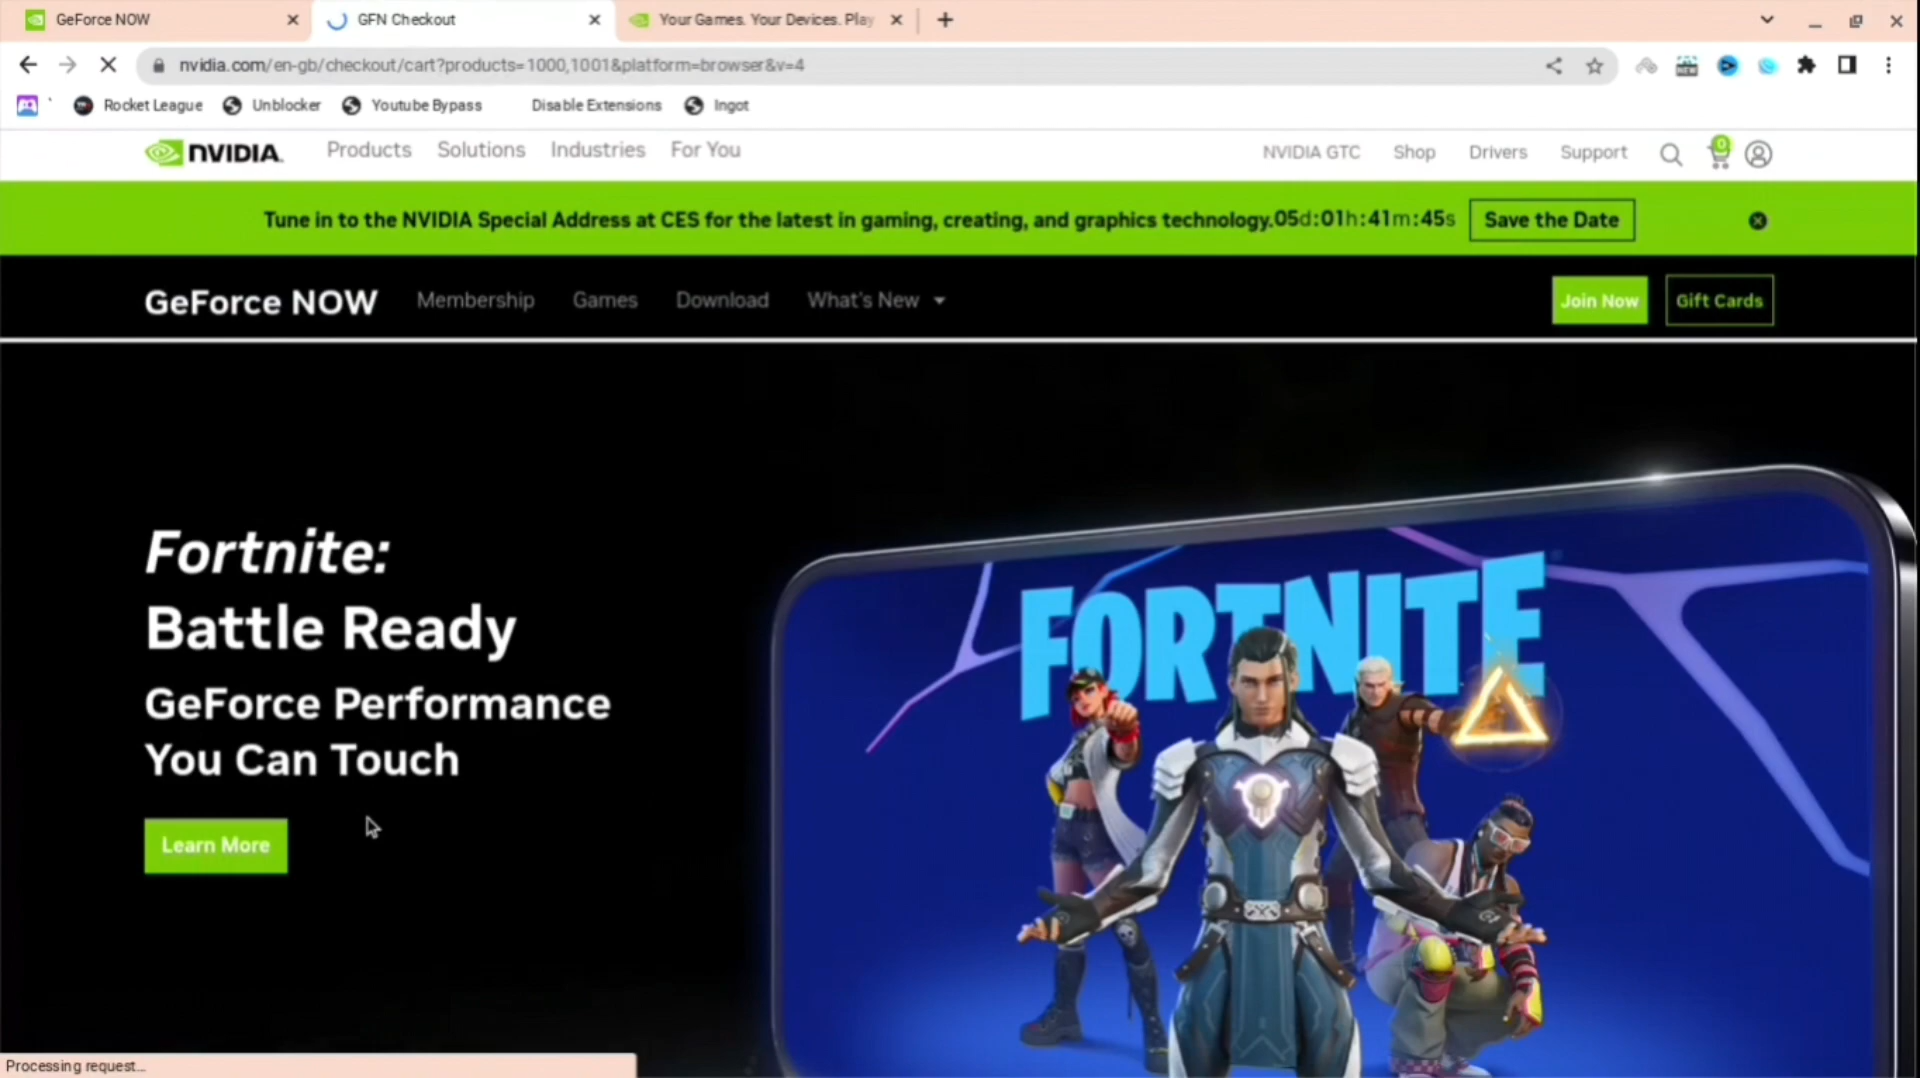 GeForce NOW
GFN Checkout
Your Games. Your Devices. Play
nvidia.com/en-gb/checkout/cart?products=1000,1001&platform=browser&v=4
Rocket League
Unblocker
Youtube Bypass
Disable Extensions
Ingot
NVIDIA.
Products
Solutions
Industries
For You
NVIDIA GTC
Shop
Drivers
Support
0
Tune in to the NVIDIA Special Address at CES for the latest in gaming, creating, and graphics technology.05d:01h:41m:45s
Save the Date
GeForce NOW
Membership
Games
Download
What's New
Join Now
Gift Cards
Fortnite:
Battle Ready
GeForce Performance
You Can Touch
Learn More
FORTNITE
Processing request...